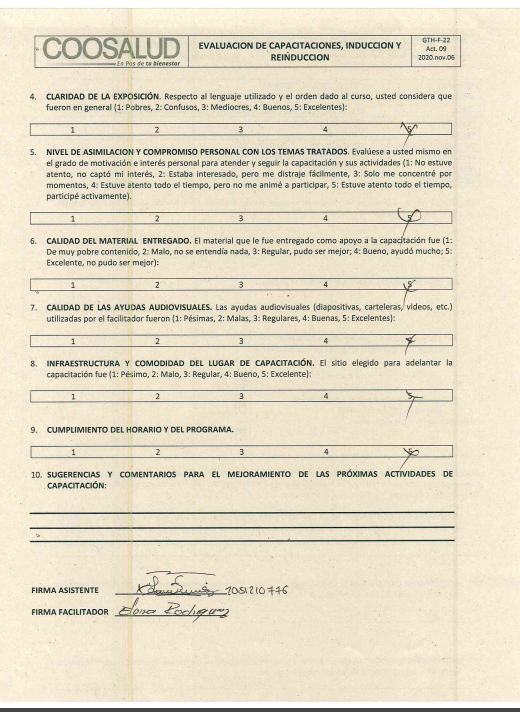 COOSALUD
En Pos de tu bienestar
EVALUACION DE CAPACITACIONES, INDUCCION Y
REINDUCCION
GTH-F-22
Act. 09
2020.nov.06
4. CLARIDAD DE LA EXPOSICIÓN. Respecto al lenguaje utilizado y el orden dado al curso, usted considera que
fueron en general (1: Pobres, 2: Confusos, 3: Mediocres, 4: Buenos, 5: Excelentes):
1 2 3 4 5
5. NIVEL DE ASIMILACION Y COMPROMISO PERSONAL CON LOS TEMAS TRATADOS. Evalúese a usted mismo en
el grado de motivación e interés personal para atender y seguir la capacitación y sus actividades (1: No estuve
atento, no captó mi interés, 2: Estaba interesado, pero me distraje fácilmente, 3: Solo me concentré por
momentos, 4: Estuve atento todo el tiempo, pero no me animé a participar, 5: Estuve atento todo el tiempo,
participé activamente).
1 2 3 4 5
6. CALIDAD DEL MATERIAL ENTREGADO. El material que le fue entregado como apoyo a la capacitación fue (1:
De muy pobre contenido, 2: Malo, no se entendía nada, 3: Regular, pudo ser mejor; 4: Bueno, ayudó mucho; 5:
Excelente, no pudo ser mejor):
1 2 3 4 5
7. CALIDAD DE LAS AYUDAS AUDIOVISUALES. Las ayudas audiovisuales (diapositivas, carteleras, videos, etc.)
utilizadas por el facilitador fueron (1: Pésimas, 2: Malas, 3: Regulares, 4: Buenas, 5: Excelentes):
1 2 3 4
8. INFRAESTRUCTURA Y COMODIDAD DEL LUGAR DE CAPACITACIÓN. El sitio elegido para adelantar la
capacitación fue (1: Pésimo, 2: Malo, 3: Regular, 4: Bueno, 5: Excelente):
1 2 3 4 5
9. CUMPLIMIENTO DEL HORARIO Y DEL PROGRAMA.
1 2 3 4 5
10. SUGERENCIAS Y COMENTARIOS PARA EL MEJORAMIENTO DE LAS PRÓXIMAS ACTIVIDADES DE
CAPACITACIÓN:
FIRMA ASISTENTE 1051210776
FIRMA FACILITADOR Elona Rodriguez